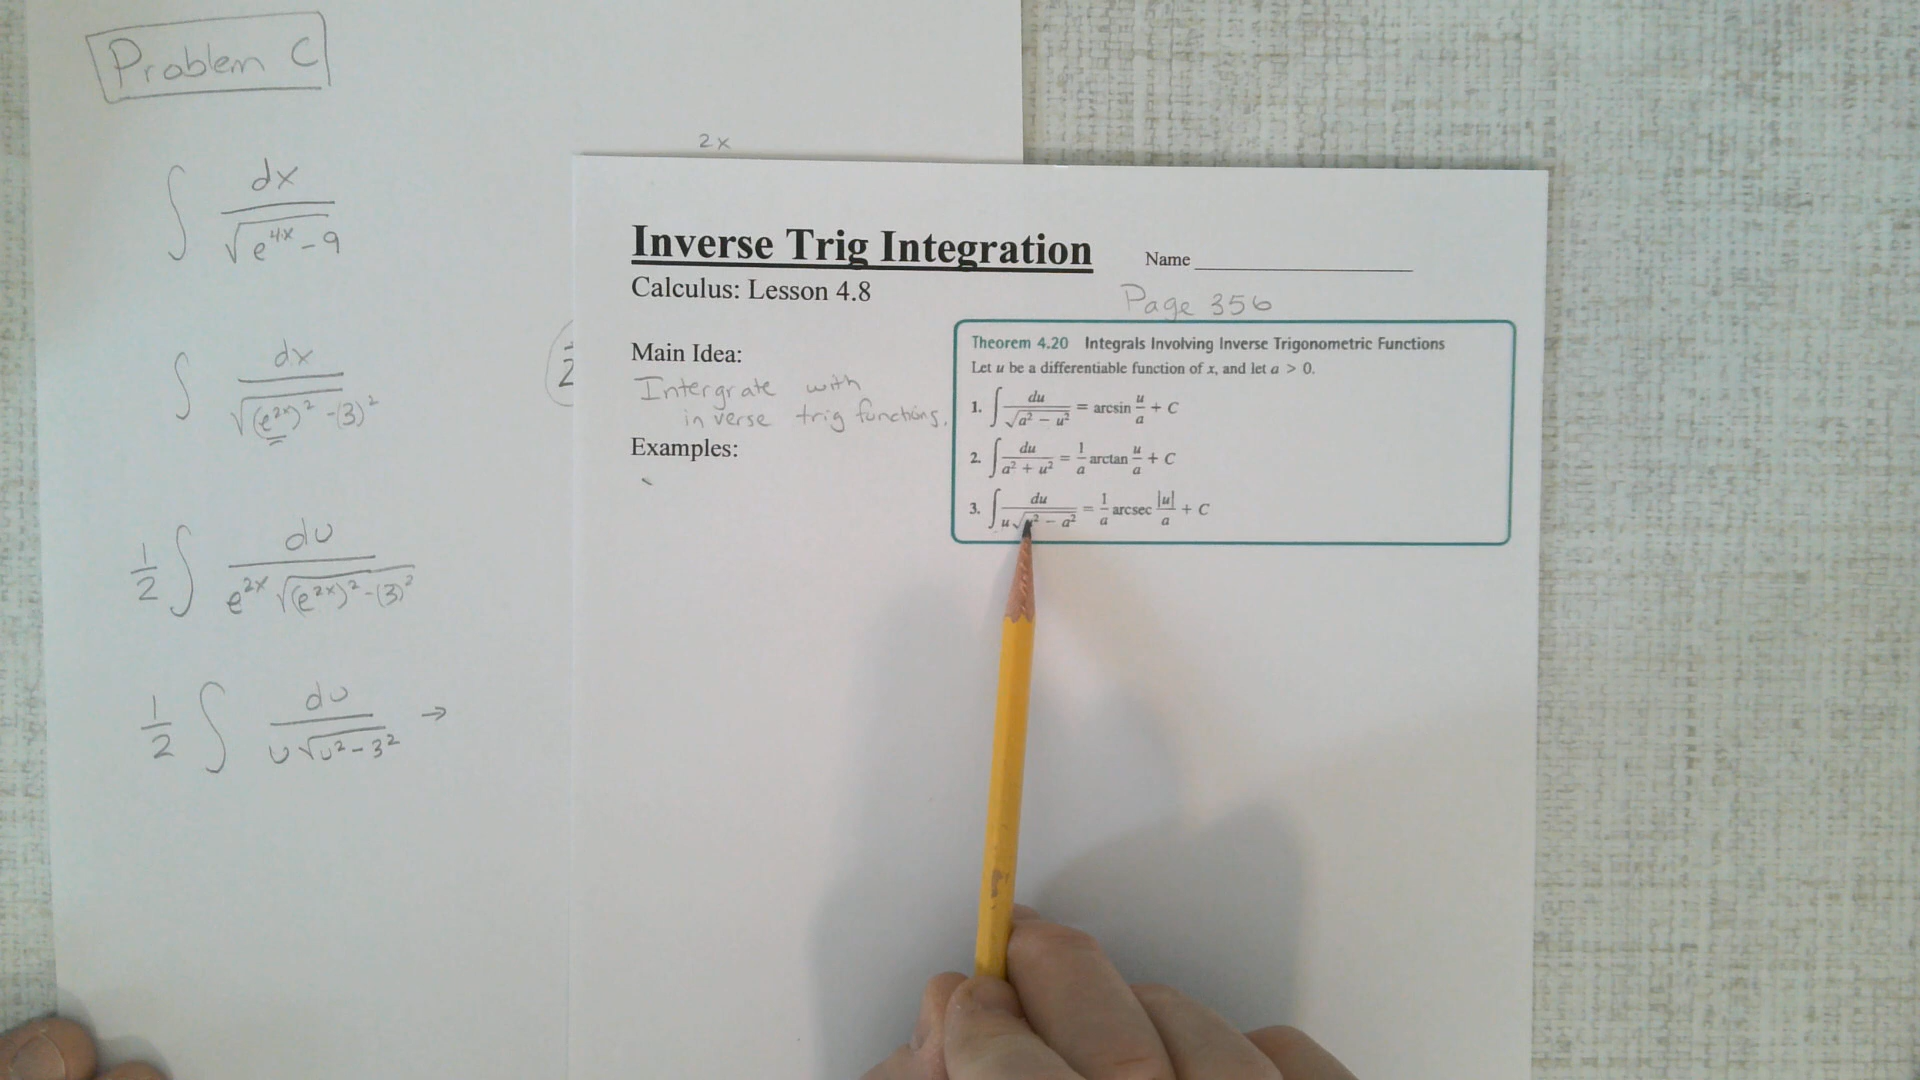 Problem C
∫ dx / √(e^4x - 9)
∫ dx / √((e^2x)^2 - (3)^2)
1/2 ∫ du / e^2x √((e^2x)^2 - (3)^2)
1/2 ∫ du / u √(u^2 - 3^2) →
2x
Inverse Trig Integration
Name
Calculus: Lesson 4.8
Page 356
Main Idea:
Intergrate with
inverse trig functions.
Examples:
Theorem 4.20 Integrals Involving Inverse Trigonometric Functions
Let u be a differentiable function of x, and let a > 0.
1. ∫ du / √(a² - u²) = arcsin u/a + C
2. ∫ du / (a² + u²) = 1/a arctan u/a + C
3. ∫ du / u√(u² - a²) = 1/a arcsec |u|/a + C